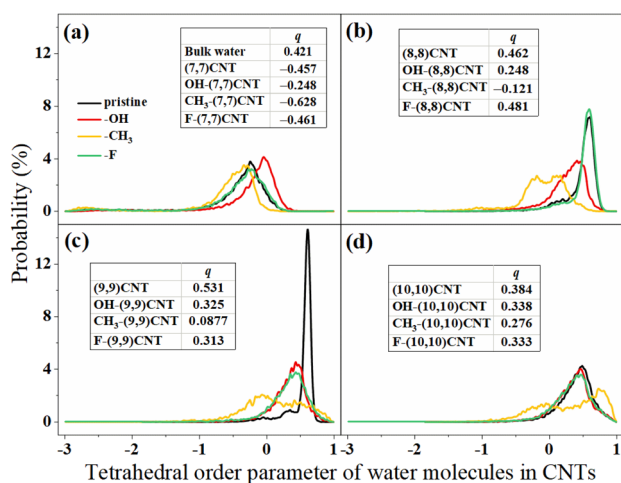 (a)
q
Bulk water 0.421
(7,7)CNT −0.457
OH-(7,7)CNT −0.248
CH₃-(7,7)CNT −0.628
F-(7,7)CNT −0.461
pristine
-OH
-CH₃
-F
(b)
q
(8,8)CNT 0.462
OH-(8,8)CNT 0.248
CH₃-(8,8)CNT −0.121
F-(8,8)CNT 0.481
(c)
q
(9,9)CNT 0.531
OH-(9,9)CNT 0.325
CH₃-(9,9)CNT 0.0877
F-(9,9)CNT 0.313
(d)
q
(10,10)CNT 0.384
OH-(10,10)CNT 0.338
CH₃-(10,10)CNT 0.276
F-(10,10)CNT 0.333
Probability (%)
12
8
4
0
12
8
4
0
-3 -2 -1 0 1
-2 -1 0 1
Tetrahedral order parameter of water molecules in CNTs